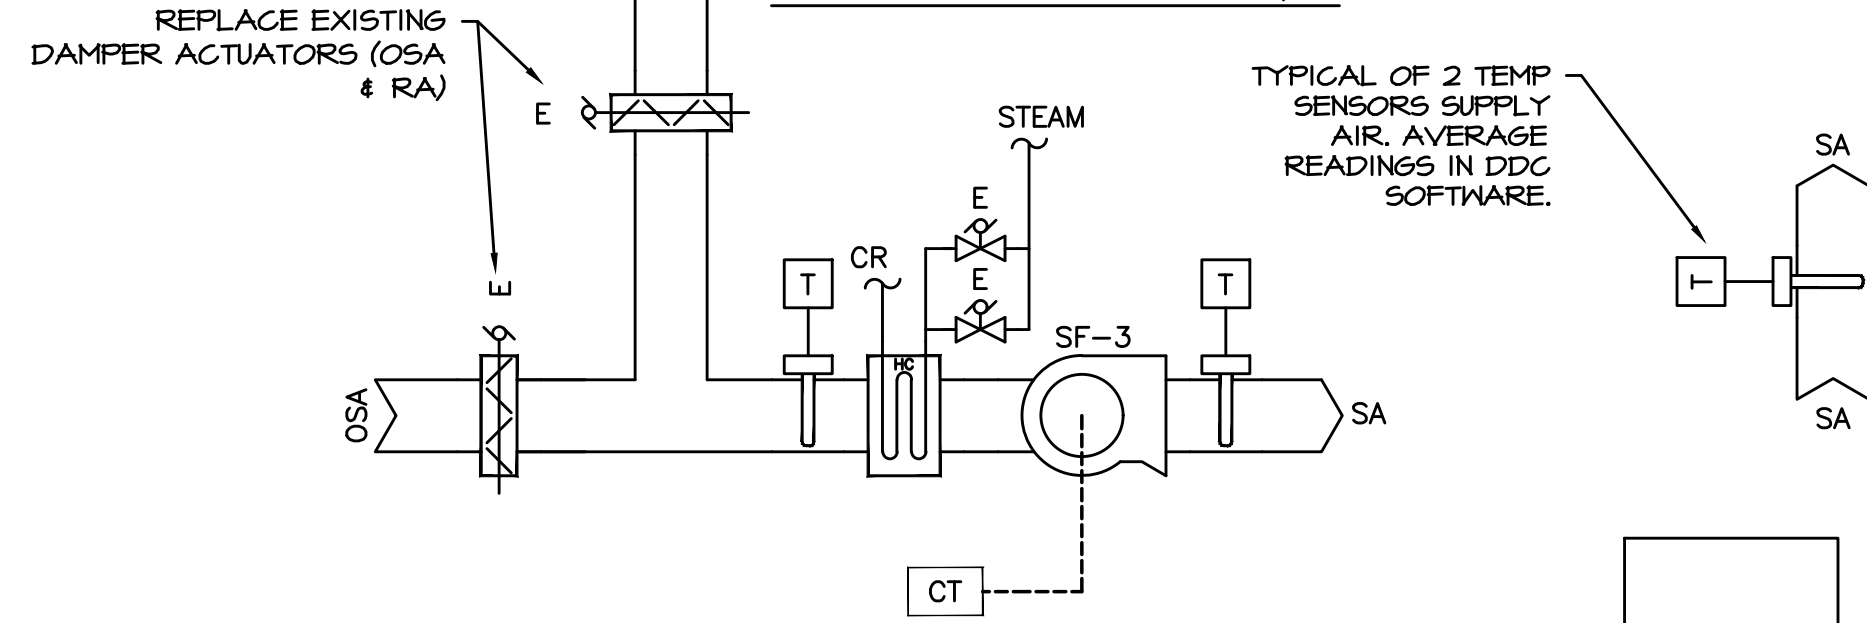 REPLACE EXISTING
DAMPER ACTUATORS (OSA
& RA)
E
E
OSA
T
CR
HC
STEAM
E
E
SF-3
T
SA
CT
TYPICAL OF 2 TEMP
SENSORS SUPPLY
AIR. AVERAGE
READINGS IN DDC
SOFTWARE.
T
SA
SA